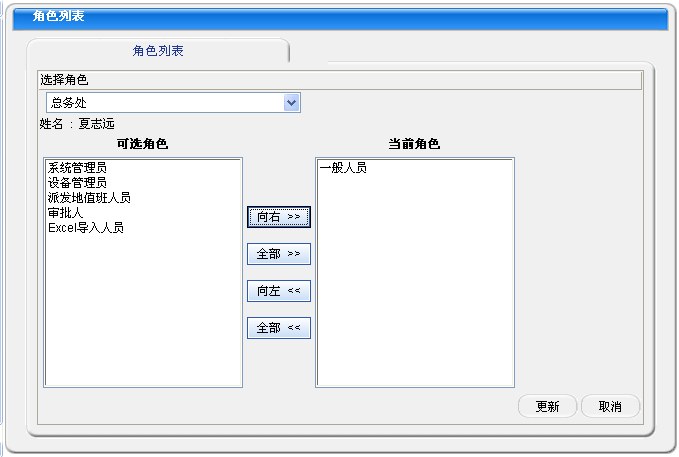 角色列表
角色列表
选择角色
总务处
姓名 : 夏志远
可选角色
当前角色
系统管理员
设备管理员
派发地值班人员
审批人
Excel导入人员
向右 >>
全部 >>
向左 <<
全部 <<
一般人员
更新
取消